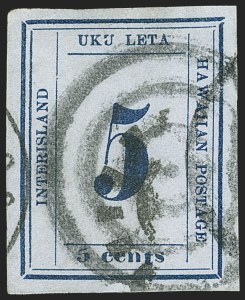 UKU LETA
INTERISLAND
5
HAWAIIAN POSTAGE
5 cents